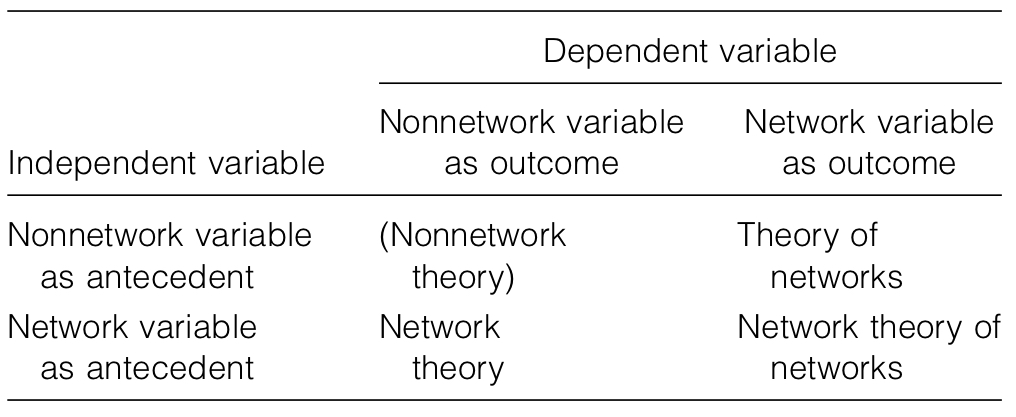 Dependent variable
Nonnetwork variable Network variable
Independent variable as outcome as outcome
Nonnetwork variable (Nonnetwork Theory of
as antecedent theory) networks
Network variable Network Network theory of
as antecedent theory networks